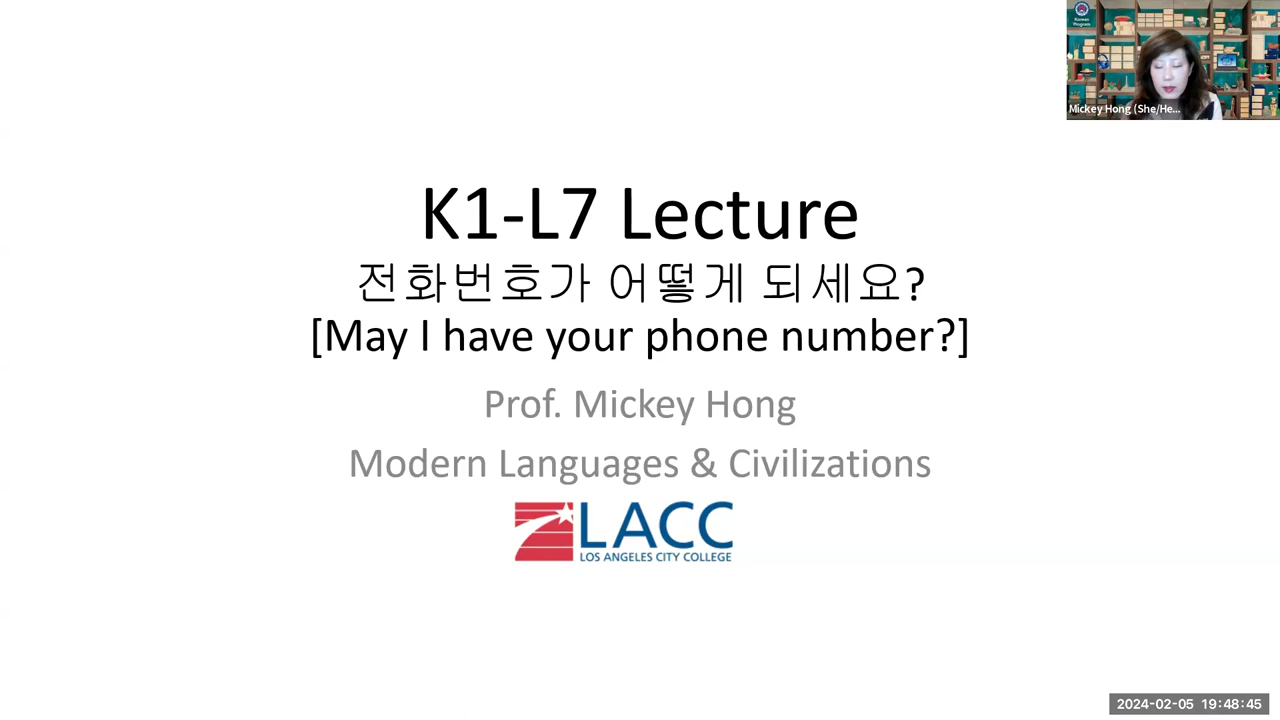 Korean
Program
Mickey Hong (She/He...
K1-L7 Lecture
전화번호가 어떻게 되세요?
[May I have your phone number?]
Prof. Mickey Hong
Modern Languages & Civilizations
LACC
LOS ANGELES CITY COLLEGE
2024-02-05 19:48:45